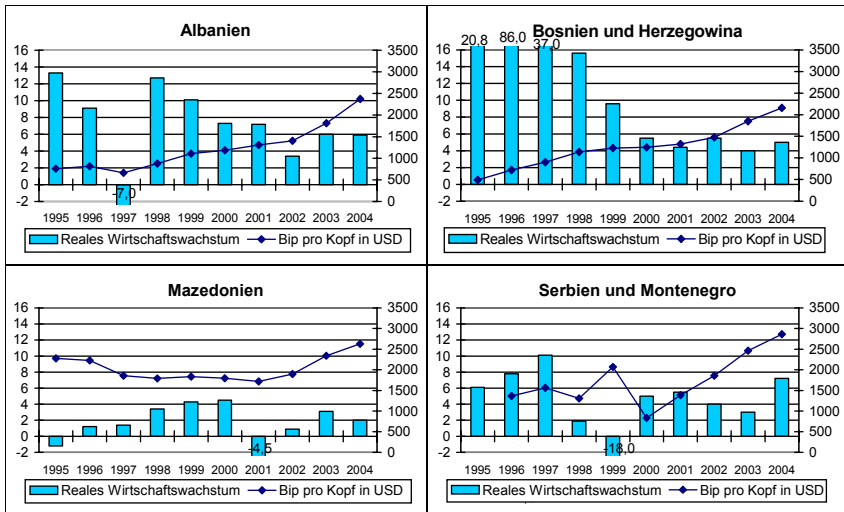 Albanien
16 14 12 10 8 6 4 2 0 -2
3500 3000 2500 2000 1500 1000 500 0
-7,0
1995 1996 1997 1998 1999 2000 2001 2002 2003 2004
Reales Wirtschaftswachstum Bip pro Kopf in USD
Bosnien und Herzegowina
20,8 86,0 37,0
16 14 12 10 8 6 4 2 0 -2
3500 3000 2500 2000 1500 1000 500 0
1995 1996 1997 1998 1999 2000 2001 2002 2003 2004
Reales Wirtschaftswachstum Bip pro Kopf in USD
Mazedonien
16 14 12 10 8 6 4 2 0 -2
3500 3000 2500 2000 1500 1000 500 0
-4,5
1995 1996 1997 1998 1999 2000 2001 2002 2003 2004
Reales Wirtschaftswachstum Bip pro Kopf in USD
Serbien und Montenegro
16 14 12 10 8 6 4 2 0 -2
3500 3000 2500 2000 1500 1000 500 0
-18,0
1995 1996 1997 1998 1999 2000 2001 2002 2003 2004
Reales Wirtschaftswachstum Bip pro Kopf in USD